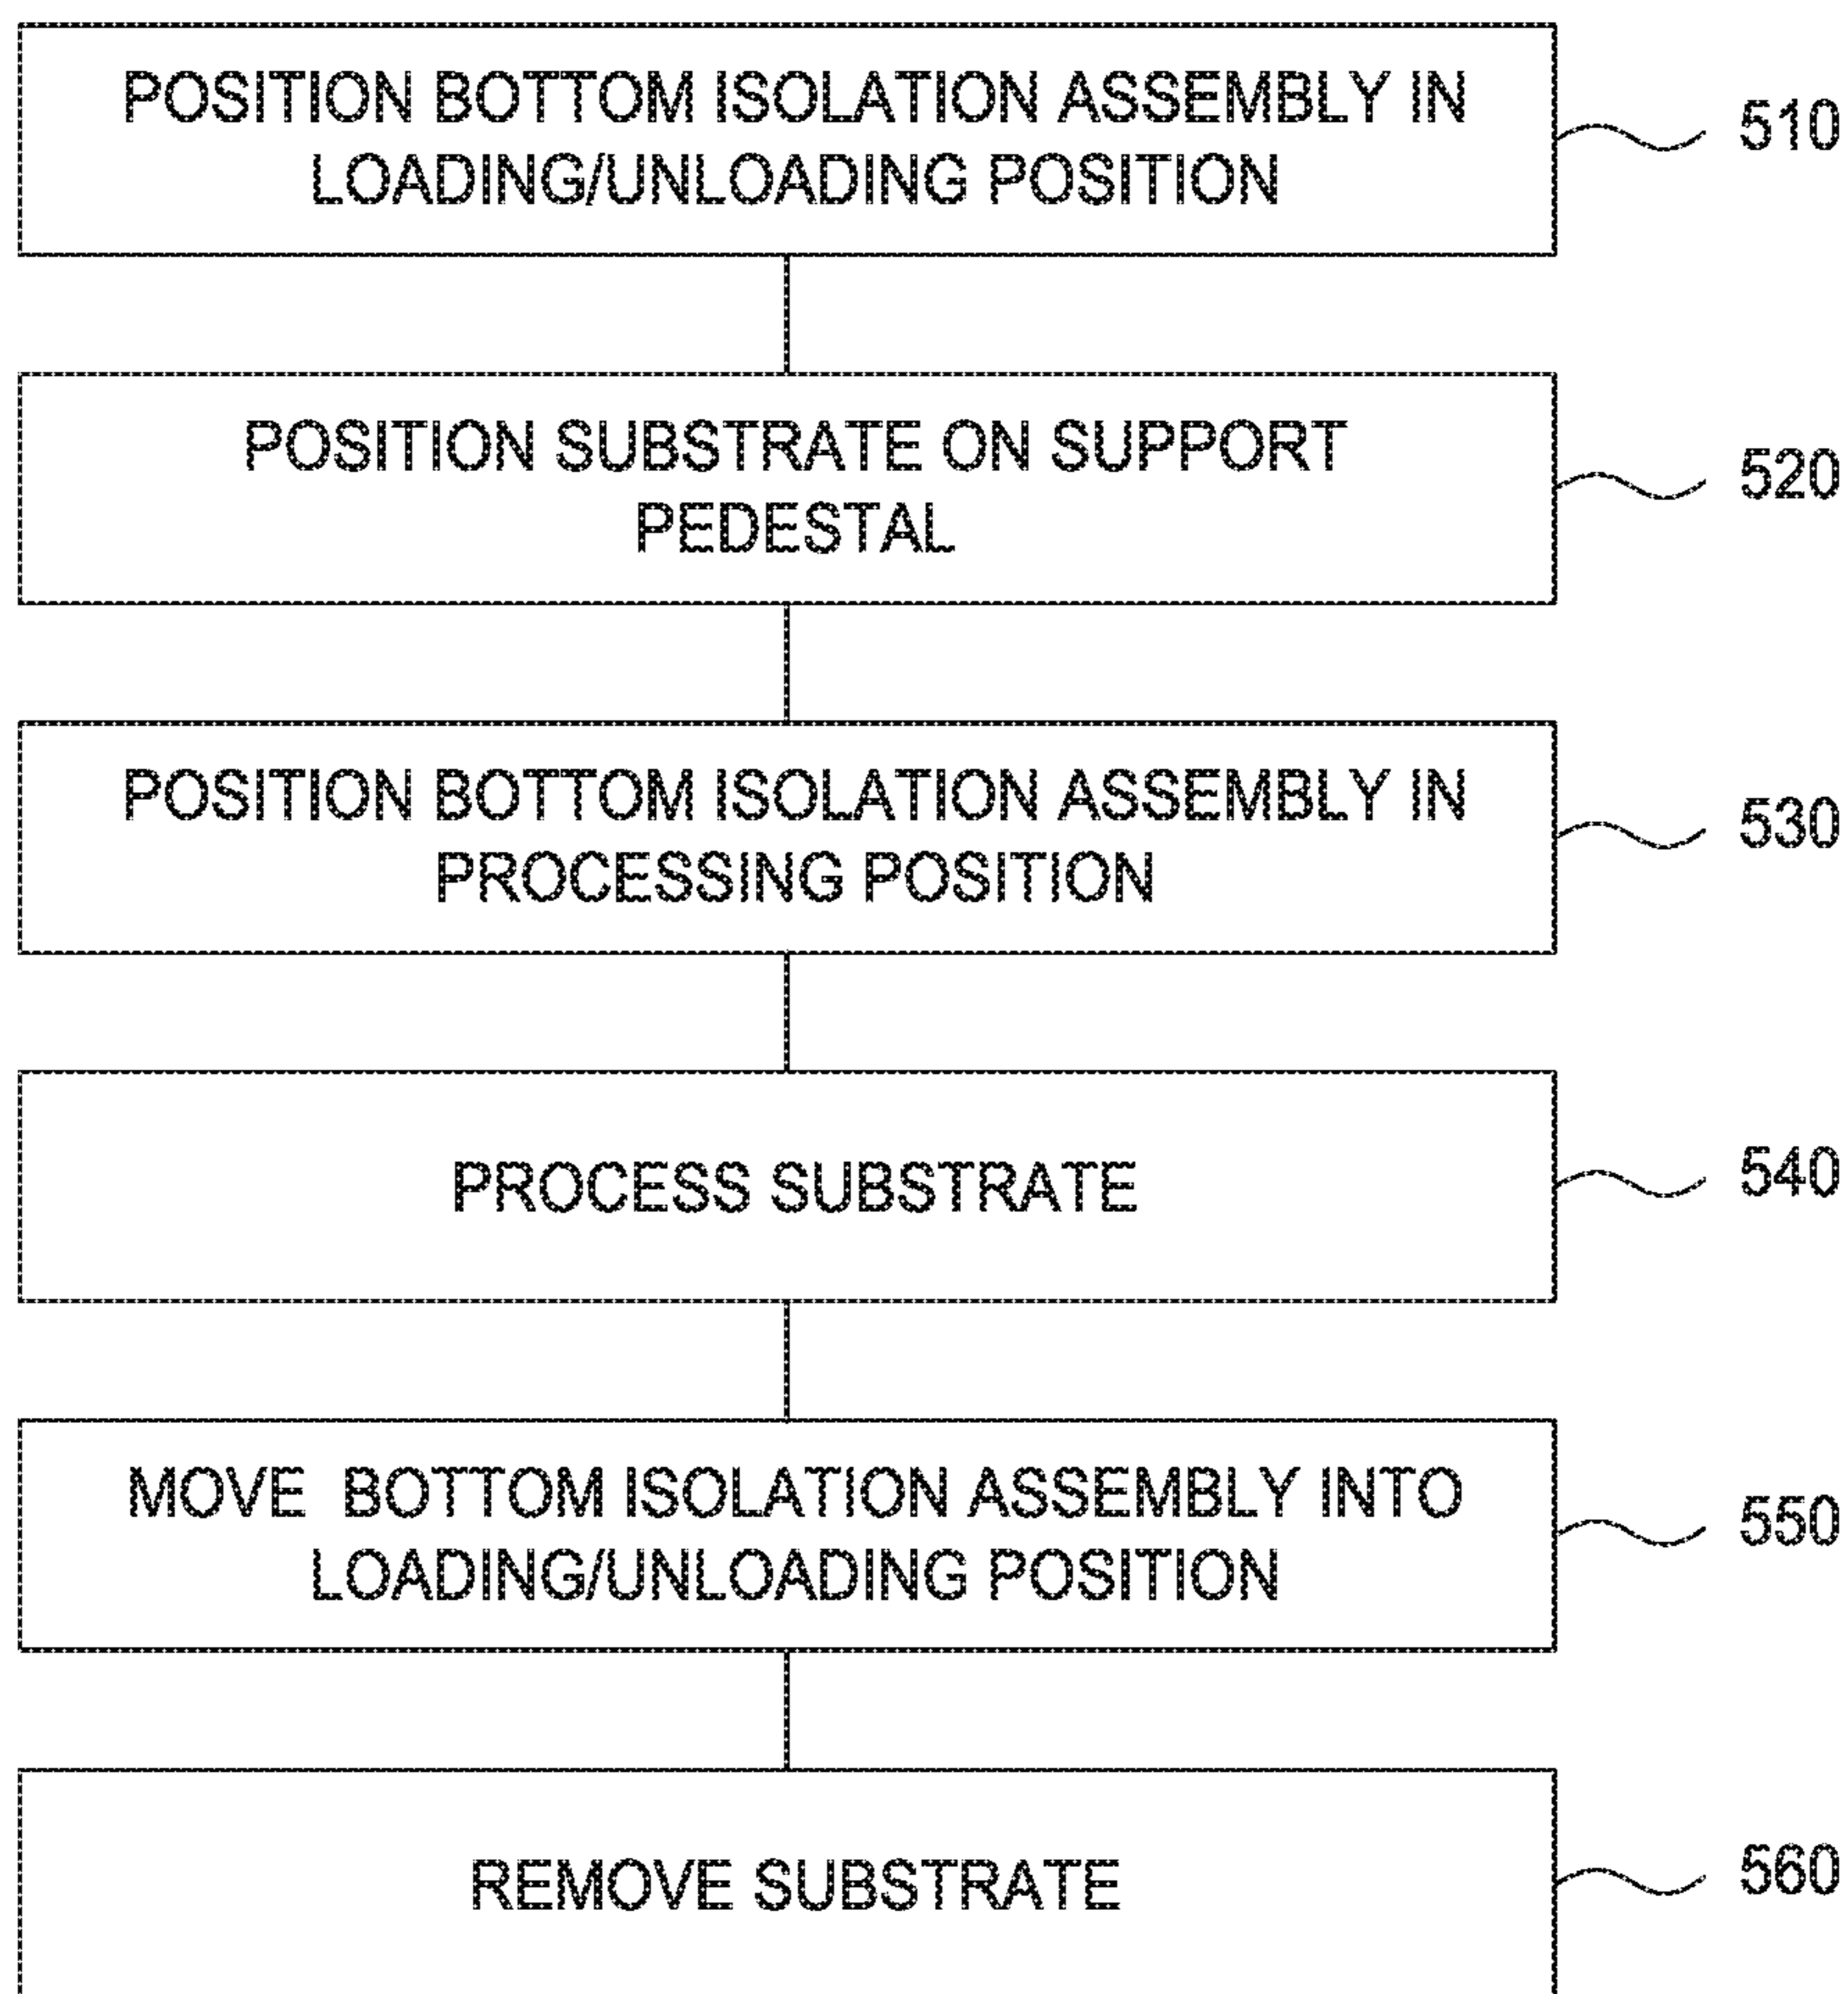 POSITION BOTTOM ISOLATION ASSEMBLY IN
LOADING/UNLOADING POSITION
510
POSITION SUBSTRATE ON SUPPORT
PEDESTAL
520
POSITION BOTTOM ISOLATION ASSEMBLY IN
PROCESSING POSITION
530
PROCESS SUBSTRATE
540
MOVE BOTTOM ISOLATION ASSEMBLY INTO
LOADING/UNLOADING POSITION
550
REMOVE SUBSTRATE
560